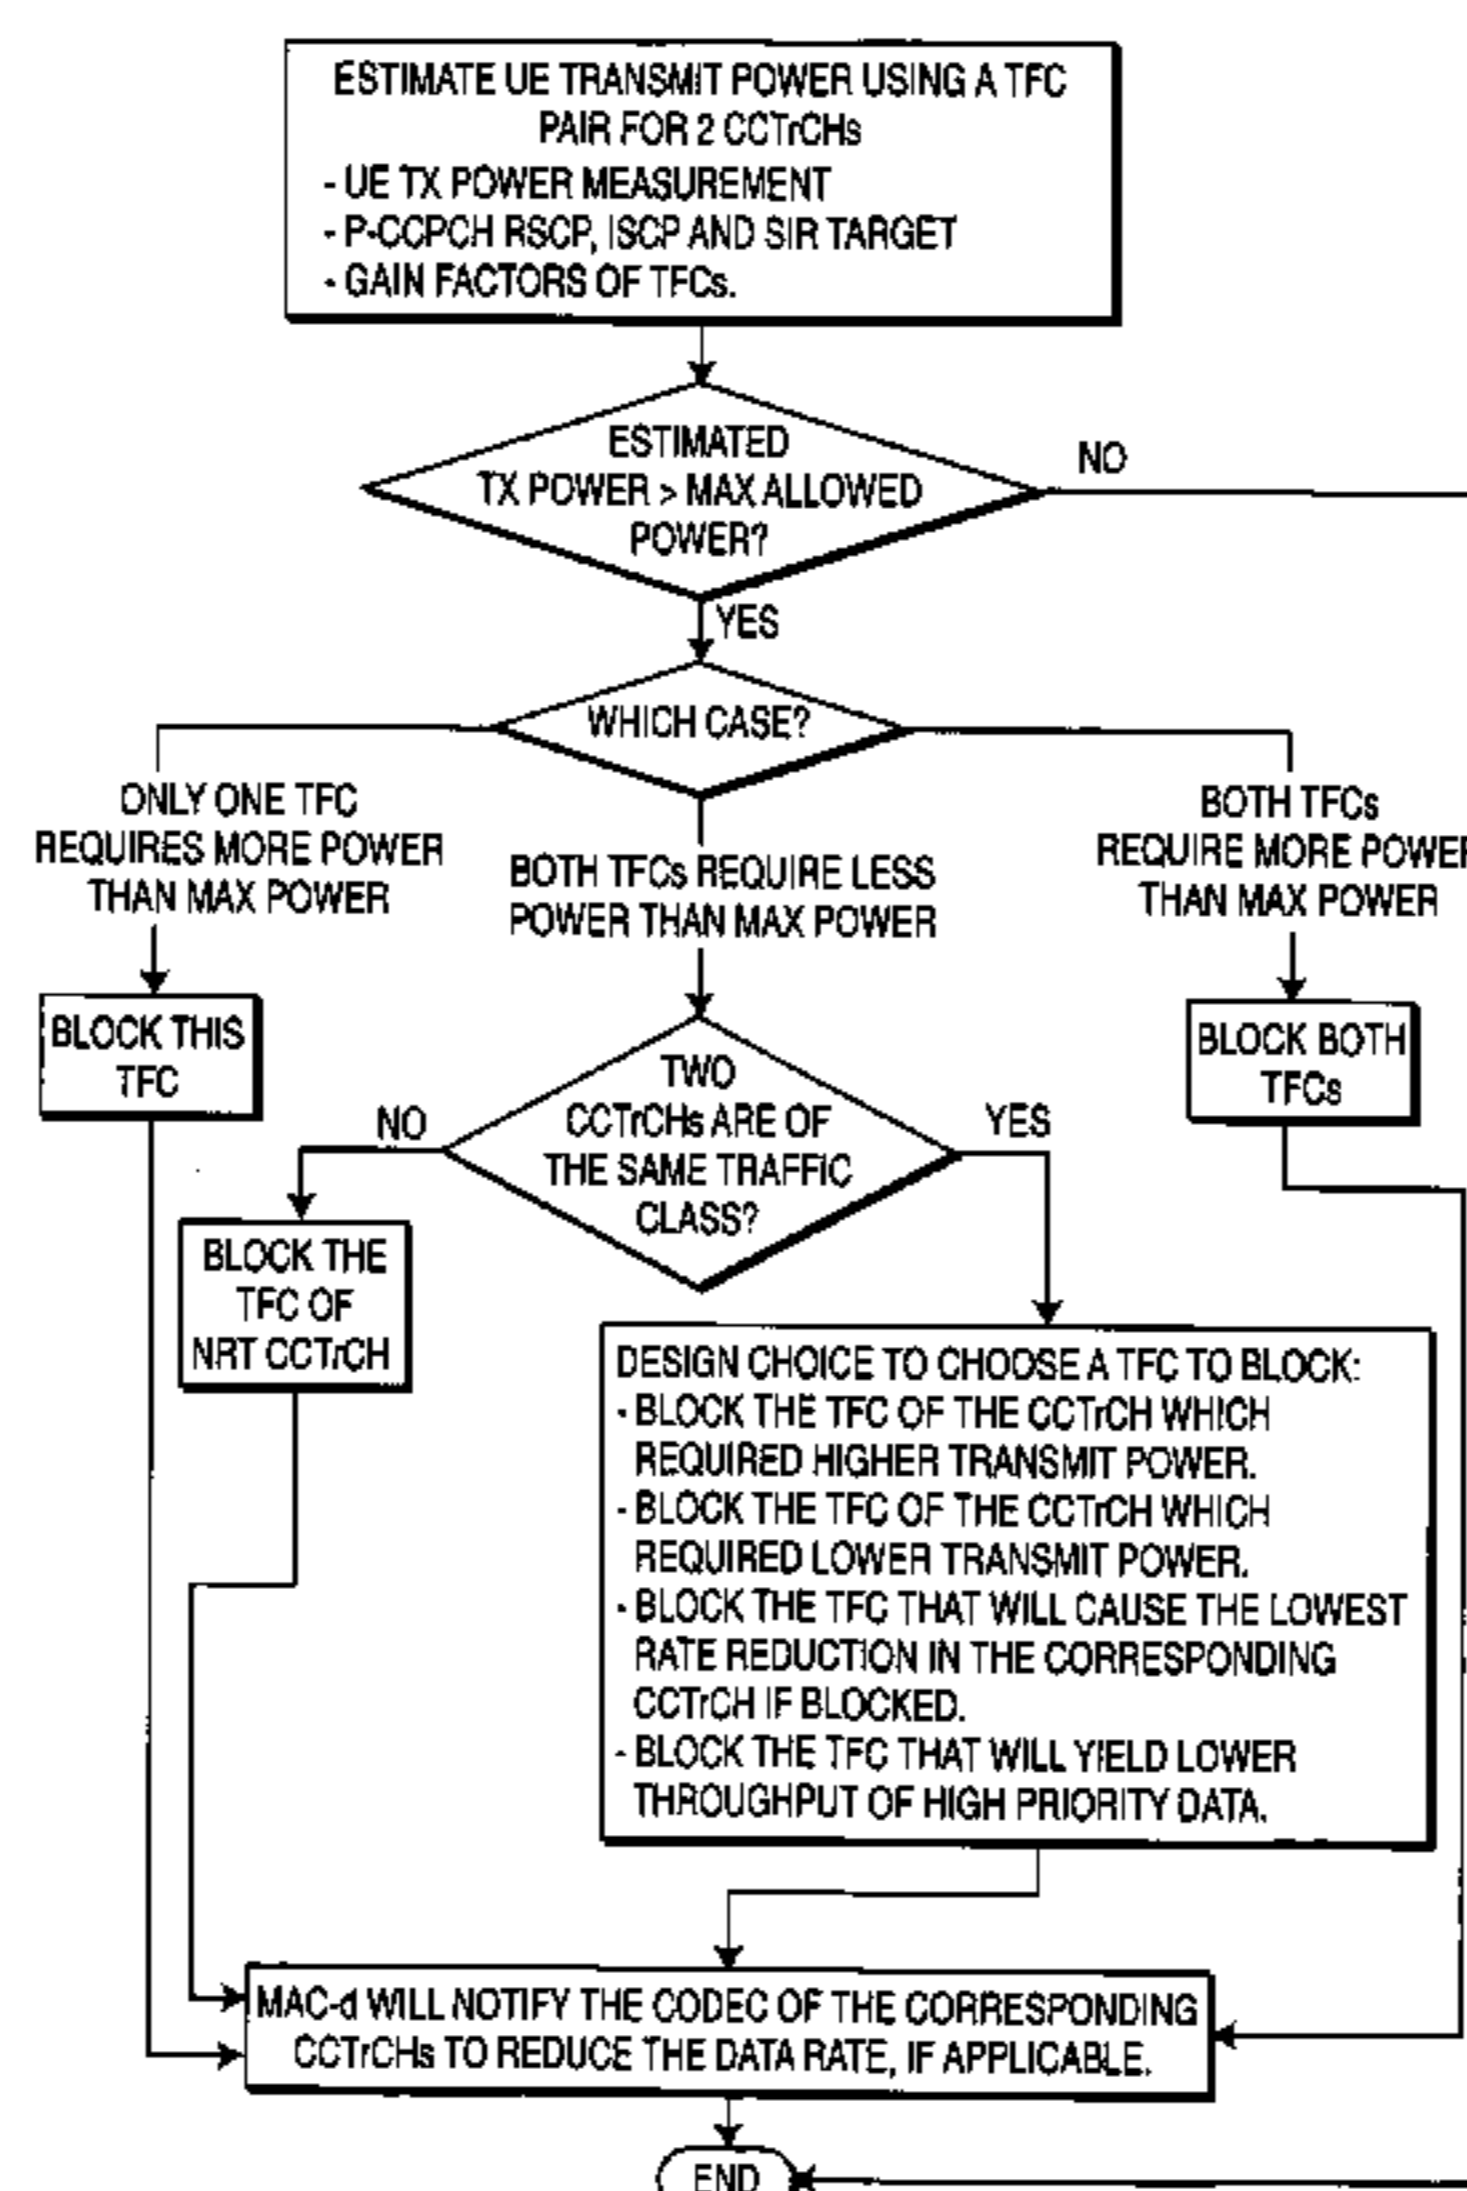 ESTIMATE UE TRANSMIT POWER USING A TFC
PAIR FOR 2 CCTrCHs
- UE TX POWER MEASUREMENT
- P-CCPCH RSCP, ISCP AND SIR TARGET
- GAIN FACTORS OF TFCs.
ESTIMATED
TX POWER > MAX ALLOWED
POWER?
NO
YES
WHICH CASE?
ONLY ONE TFC
REQUIRES MORE POWER
THAN MAX POWER
BOTH TFCs REQUIRE LESS
POWER THAN MAX POWER
BOTH TFCs
REQUIRE MORE POWER
THAN MAX POWER
BLOCK THIS
TFC
BLOCK BOTH
TFCs
TWO
CCTrCHs ARE OF
THE SAME TRAFFIC
CLASS?
NO
YES
BLOCK THE
TFC OF
NRT CCTrCH
DESIGN CHOICE TO CHOOSE A TFC TO BLOCK:
- BLOCK THE TFC OF THE CCTrCH WHICH
REQUIRED HIGHER TRANSMIT POWER.
- BLOCK THE TFC OF THE CCTrCH WHICH
REQUIRED LOWER TRANSMIT POWER.
- BLOCK THE TFC THAT WILL CAUSE THE LOWEST
RATE REDUCTION IN THE CORRESPONDING
CCTrCH IF BLOCKED.
- BLOCK THE TFC THAT WILL YIELD LOWER
THROUGHPUT OF HIGH PRIORITY DATA.
MAC-d WILL NOTIFY THE CODEC OF THE CORRESPONDING
CCTrCHs TO REDUCE THE DATA RATE, IF APPLICABLE.
END